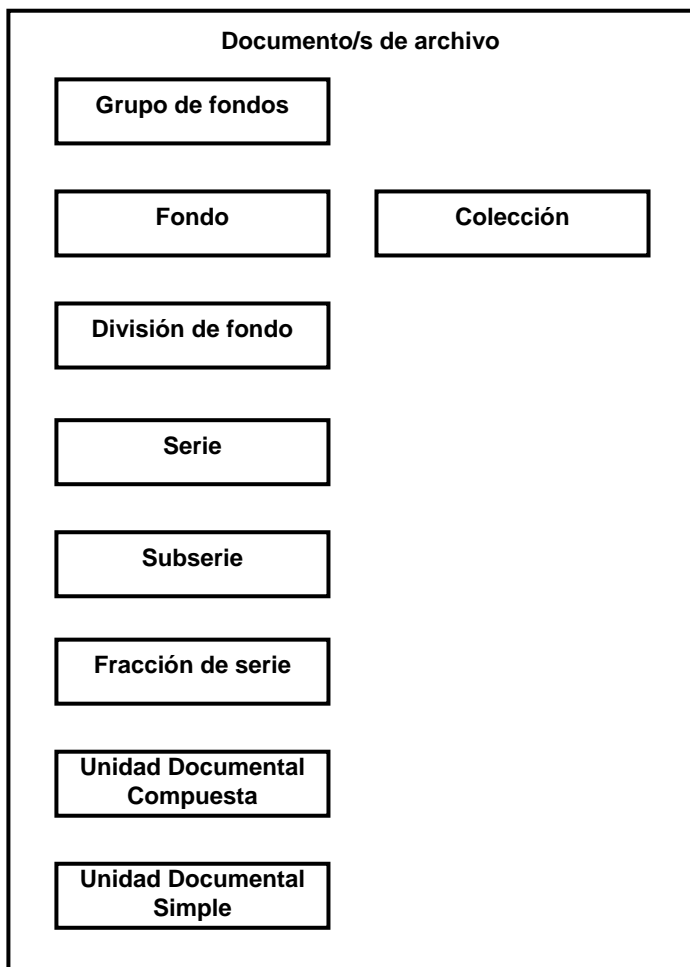 Documento/s de archivo
Grupo de fondos
Fondo
Colección
División de fondo
Serie
Subserie
Fracción de serie
Unidad Documental
Compuesta
Unidad Documental
Simple